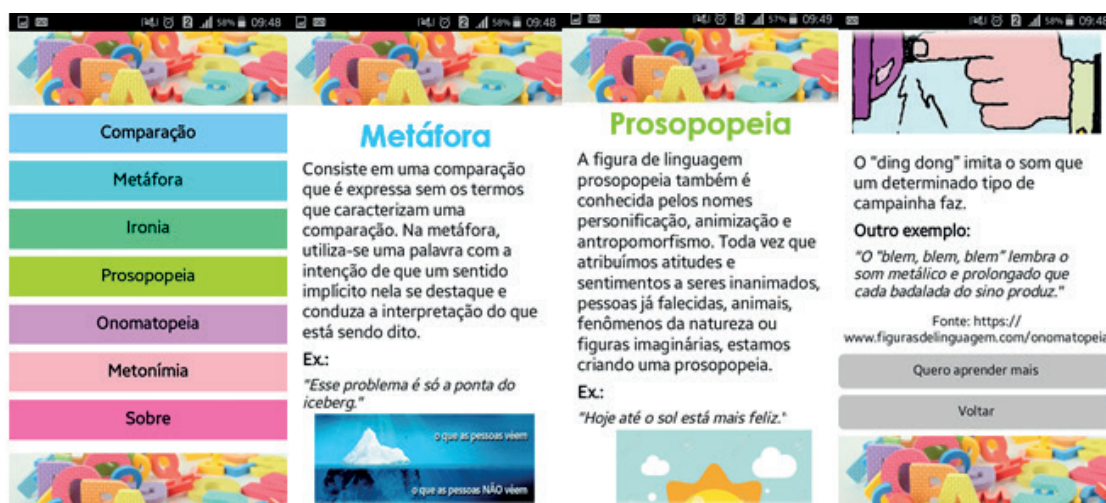 58% 09:48
Comparação
Metáfora
Ironia
Prosopopeia
Onomatopeia
Metonímia
Sobre
58% 09:48
Metáfora
Consiste em uma comparação
que é expressa sem os termos
que caracterizam uma
comparação. Na metáfora,
utiliza-se uma palavra com a
intenção de que um sentido
implícito nela se destaque e
conduza a interpretação do que
está sendo dito.
Ex.:
"Esse problema é só a ponta do
iceberg."
o que as pessoas vêem
o que as pessoas NÃO vêem
57% 09:49
Prosopopeia
A figura de linguagem
prosopopeia também é
conhecida pelos nomes
personificação, animização e
antropomorfismo. Toda vez que
atribuímos atitudes e
sentimentos a seres inanimados,
pessoas já falecidas, animais,
fenômenos da natureza ou
figuras imaginárias, estamos
criando uma prosopopeia.
Ex.:
"Hoje até o sol está mais feliz."
58% 09:48
O "ding dong" imita o som que
um determinado tipo de
campainha faz.
Outro exemplo:
"O "blem, blem, blem" lembra o
som metálico e prolongado que
cada badalada do sino produz."
Fonte: https://
www.figurasdelinguagem.com/onomatopeia
Quero aprender mais
Voltar